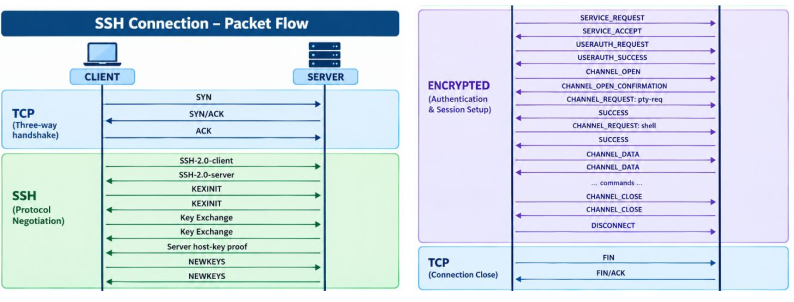 SSH Connection – Packet Flow
CLIENT
SERVER
TCP
(Three-way
handshake)
SYN
SYN/ACK
ACK
SSH
(Protocol
Negotiation)
SSH-2.0-client
SSH-2.0-server
KEXINIT
KEXINIT
Key Exchange
Key Exchange
Server host-key proof
NEWKEYS
NEWKEYS
ENCRYPTED
(Authentication
& Session Setup)
SERVICE_REQUEST
SERVICE_ACCEPT
USERAUTH_REQUEST
USERAUTH_SUCCESS
CHANNEL_OPEN
CHANNEL_OPEN_CONFIRMATION
CHANNEL_REQUEST: pty-req
SUCCESS
CHANNEL_REQUEST: shell
SUCCESS
CHANNEL_DATA
CHANNEL_DATA
... commands ...
CHANNEL_CLOSE
CHANNEL_CLOSE
DISCONNECT
TCP
(Connection Close)
FIN
FIN/ACK